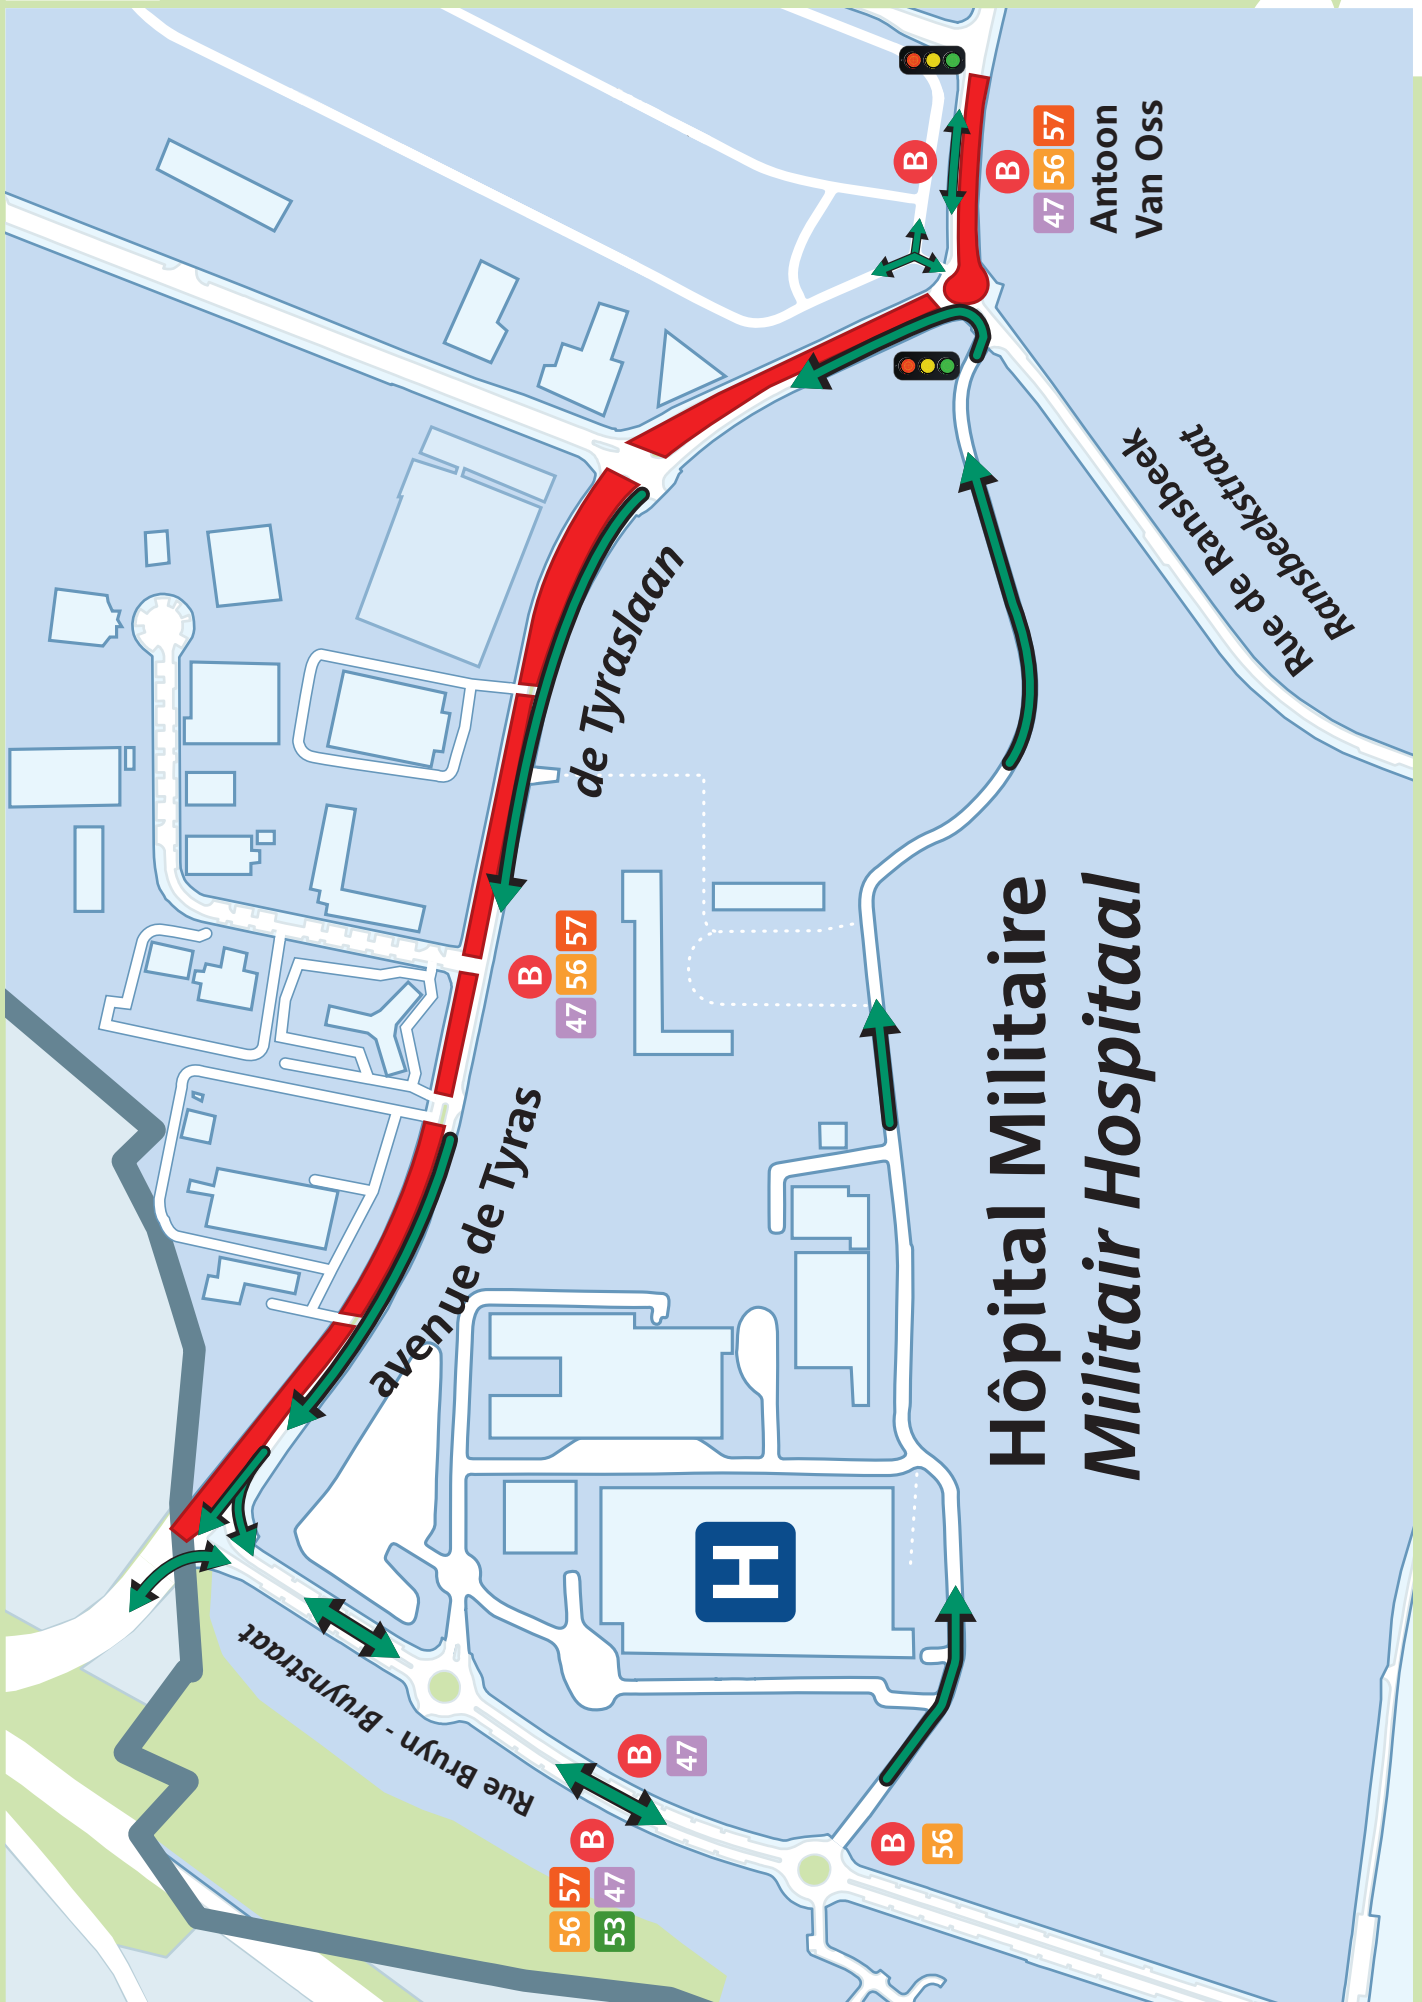 B
B
47 56 57
Antoon
Van Oss
Rue de Ransbeek
Ransbeekstraat
de Tyraslaan
B
47 56 57
avenue de Tyras
Hôpital Militaire
Militair Hospitaal
H
Rue Bruyn - Bruynstraat
B
47
B
56 57
53 47
B
56